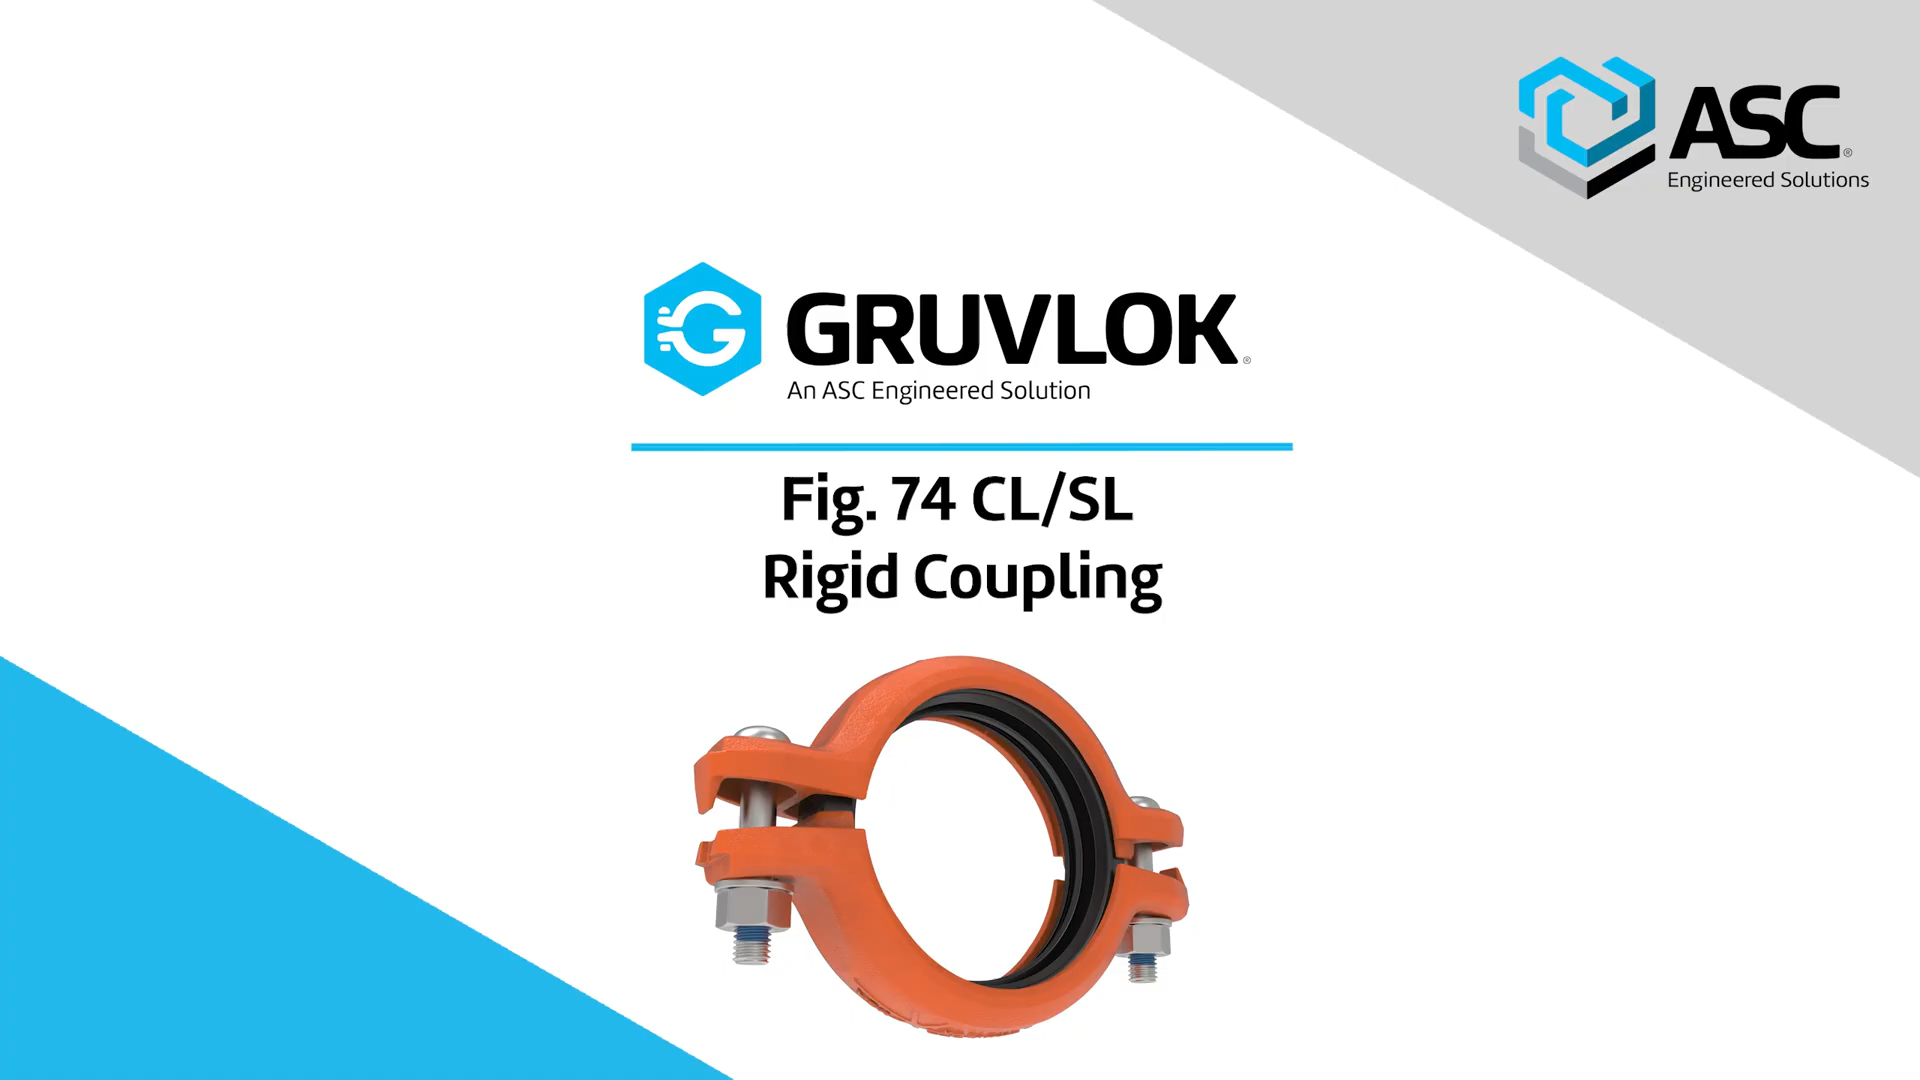 ASC®
Engineered Solutions
GRUVLOK®
An ASC Engineered Solution
Fig. 74 CL/SL
Rigid Coupling